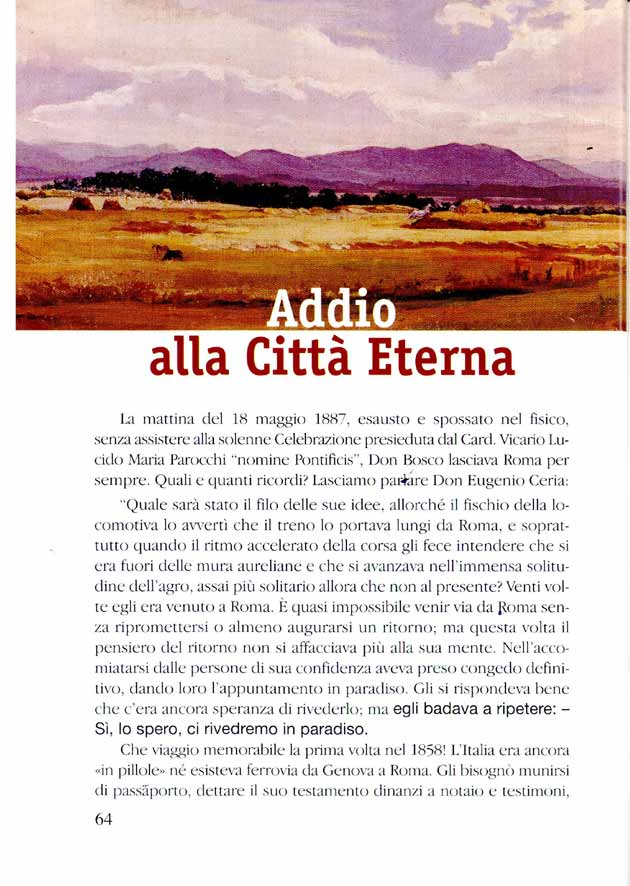 Addio
alla Città Eterna
La mattina del 18 maggio 1887, esausto e spossato nel fisico,
senza assistere alla solenne Celebrazione presieduta dal Card. Vicario Lu-
cido Maria Parocchi “nomine Pontificis”, Don Bosco lasciava Roma per
sempre. Quali e quanti ricordi? Lasciamo parlare Don Eugenio Ceria:
“Quale sarà stato il filo delle sue idee, allorché il fischio della lo-
comotiva lo avvertì che il treno lo portava lungi da Roma, e soprat-
tutto quando il ritmo accelerato della corsa gli fece intendere che si
era fuori delle mura aureliane e che si avanzava nell'immensa solitu-
dine dell'agro, assai più solitario allora che non al presente? Venti vol-
te egli era venuto a Roma. È quasi impossibile venir via da Roma sen-
za ripromettersi o almeno augurarsi un ritorno; ma questa volta il
pensiero del ritorno non si affacciava più alla sua mente. Nell'acco-
miatarsi dalle persone di sua confidenza aveva preso congedo defini-
tivo, dando loro l'appuntamento in paradiso. Gli si rispondeva bene
che c'era ancora speranza di rivederlo; ma egli badava a ripetere: –
Sì, lo spero, ci rivedremo in paradiso.
Che viaggio memorabile la prima volta nel 1858! L'Italia era ancora
«in pillole» né esisteva ferrovia da Genova a Roma. Gli bisognò munirsi
di passaporto, dettare il suo testamento dinanzi a notaio e testimoni,
64